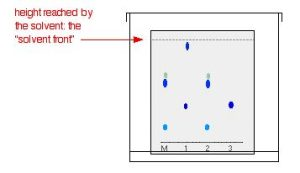 height reached by
the solvent: the
"solvent front"
M 1 2 3